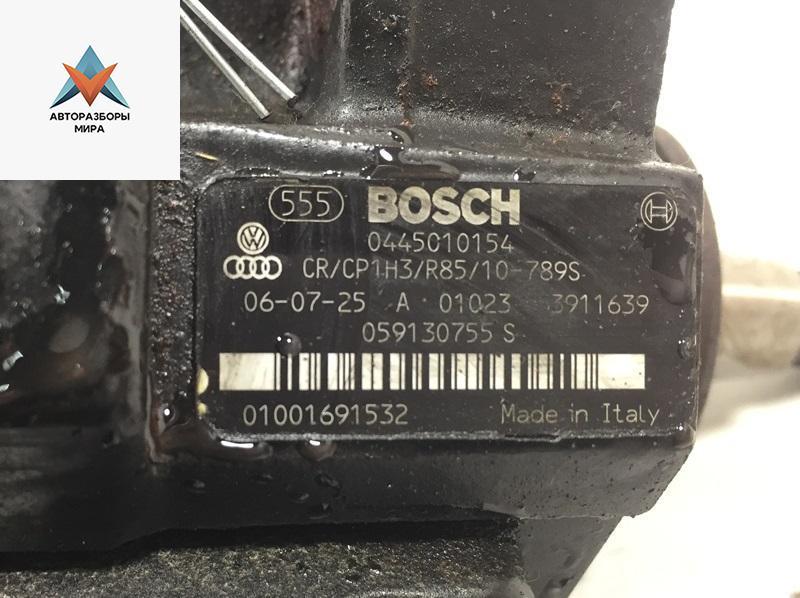 АВТОРАЗБОРЫ
МИРА
555 BOSCH
0445010154
CR/CP1H3/R85/10-789S
06-07-25 A 01023 3911639
059130755 S
01001691532 Made in Italy